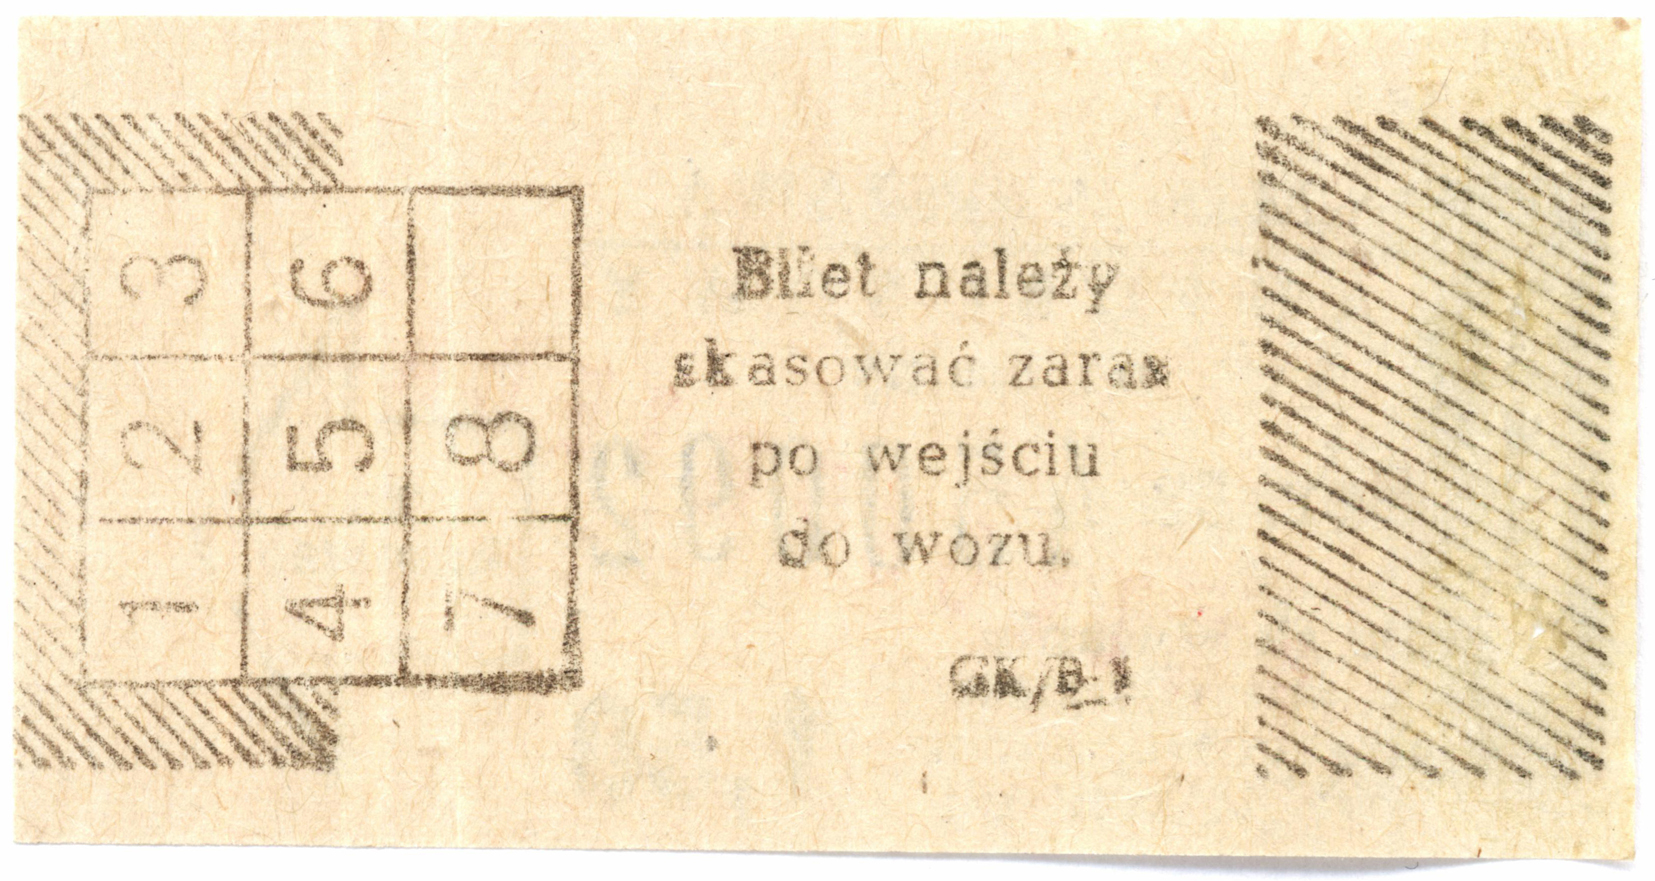 3 6
2 5 8
1 4 7
Bilet należy
skasować zaraz
po wejściu
do wozu.
GK/B-1